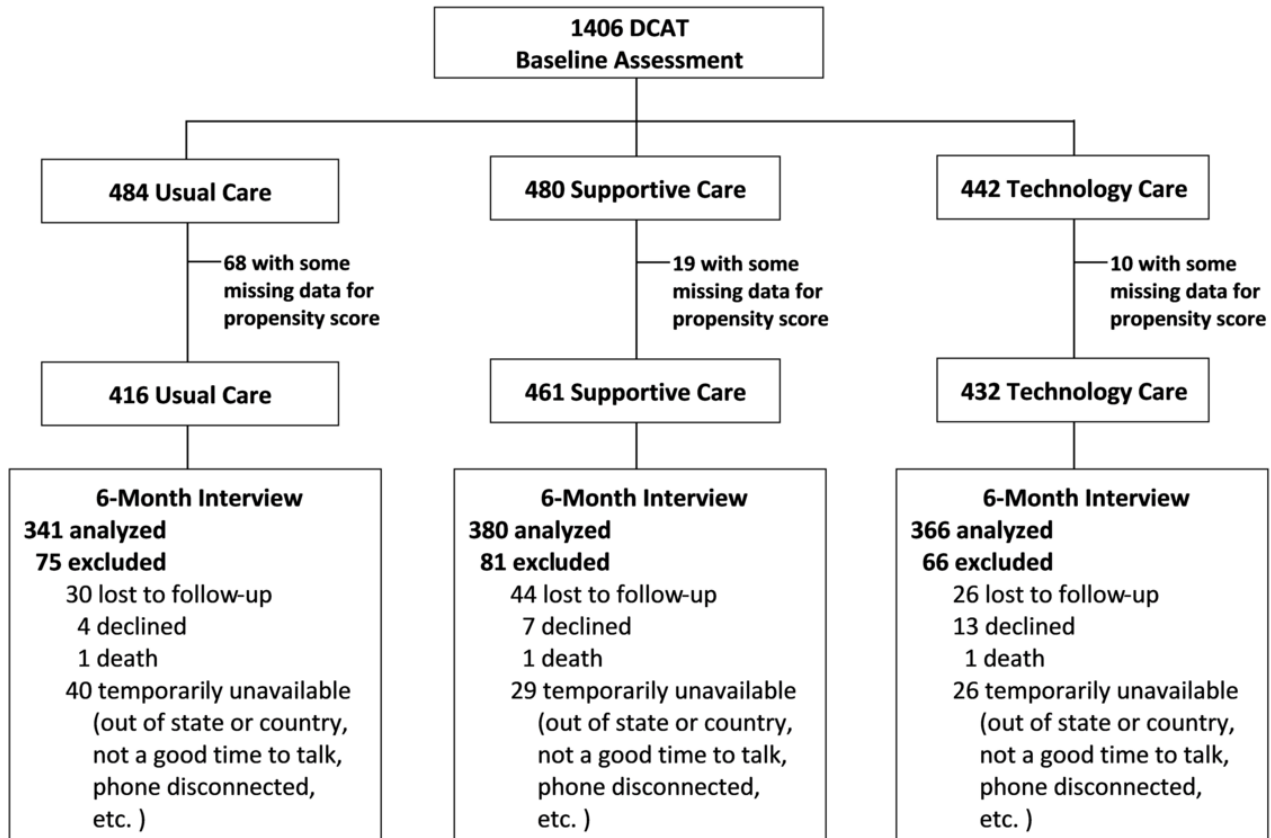 1406 DCAT
Baseline Assessment
484 Usual Care
480 Supportive Care
442 Technology Care
68 with some
missing data for
propensity score
19 with some
missing data for
propensity score
10 with some
missing data for
propensity score
416 Usual Care
461 Supportive Care
432 Technology Care
6-Month Interview
341 analyzed
75 excluded
30 lost to follow-up
4 declined
1 death
40 temporarily unavailable
(out of state or country,
not a good time to talk,
phone disconnected,
etc. )
6-Month Interview
380 analyzed
81 excluded
44 lost to follow-up
7 declined
1 death
29 temporarily unavailable
(out of state or country,
not a good time to talk,
phone disconnected,
etc. )
6-Month Interview
366 analyzed
66 excluded
26 lost to follow-up
13 declined
1 death
26 temporarily unavailable
(out of state or country,
not a good time to talk,
phone disconnected,
etc. )